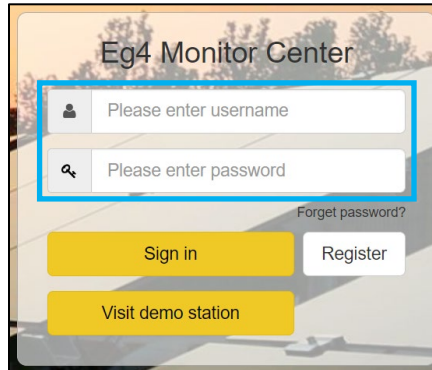 Eg4 Monitor Center
Please enter username
Please enter password
Forget password?
Sign in
Register
Visit demo station